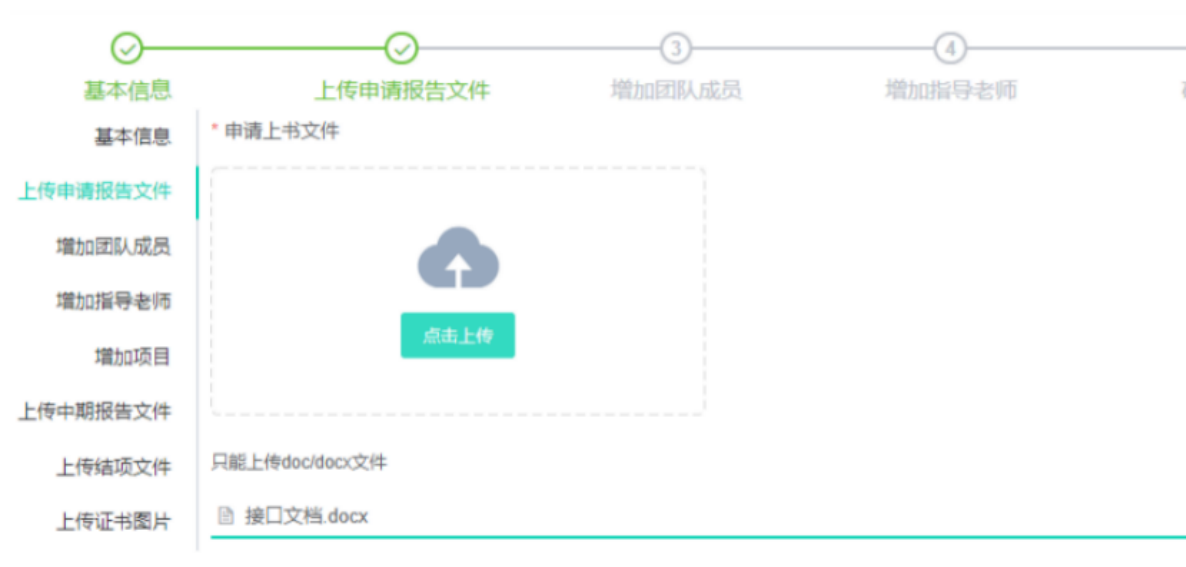 3
4
基本信息
上传申请报告文件
增加团队成员
增加指导老师
基本信息
* 申请上书文件
上传申请报告文件
增加团队成员
增加指导老师
点击上传
增加项目
上传中期报告文件
上传结项文件
只能上传doc/docx文件
上传证书图片
接口文档.docx